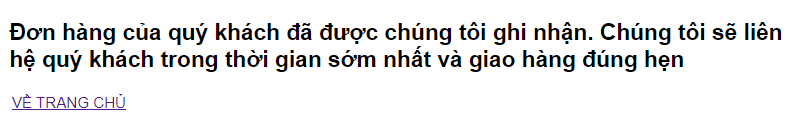 Đơn hàng của quý khách đã được chúng tôi ghi nhận. Chúng tôi sẽ liên
hệ quý khách trong thời gian sớm nhất và giao hàng đúng hẹn
VỀ TRANG CHỦ